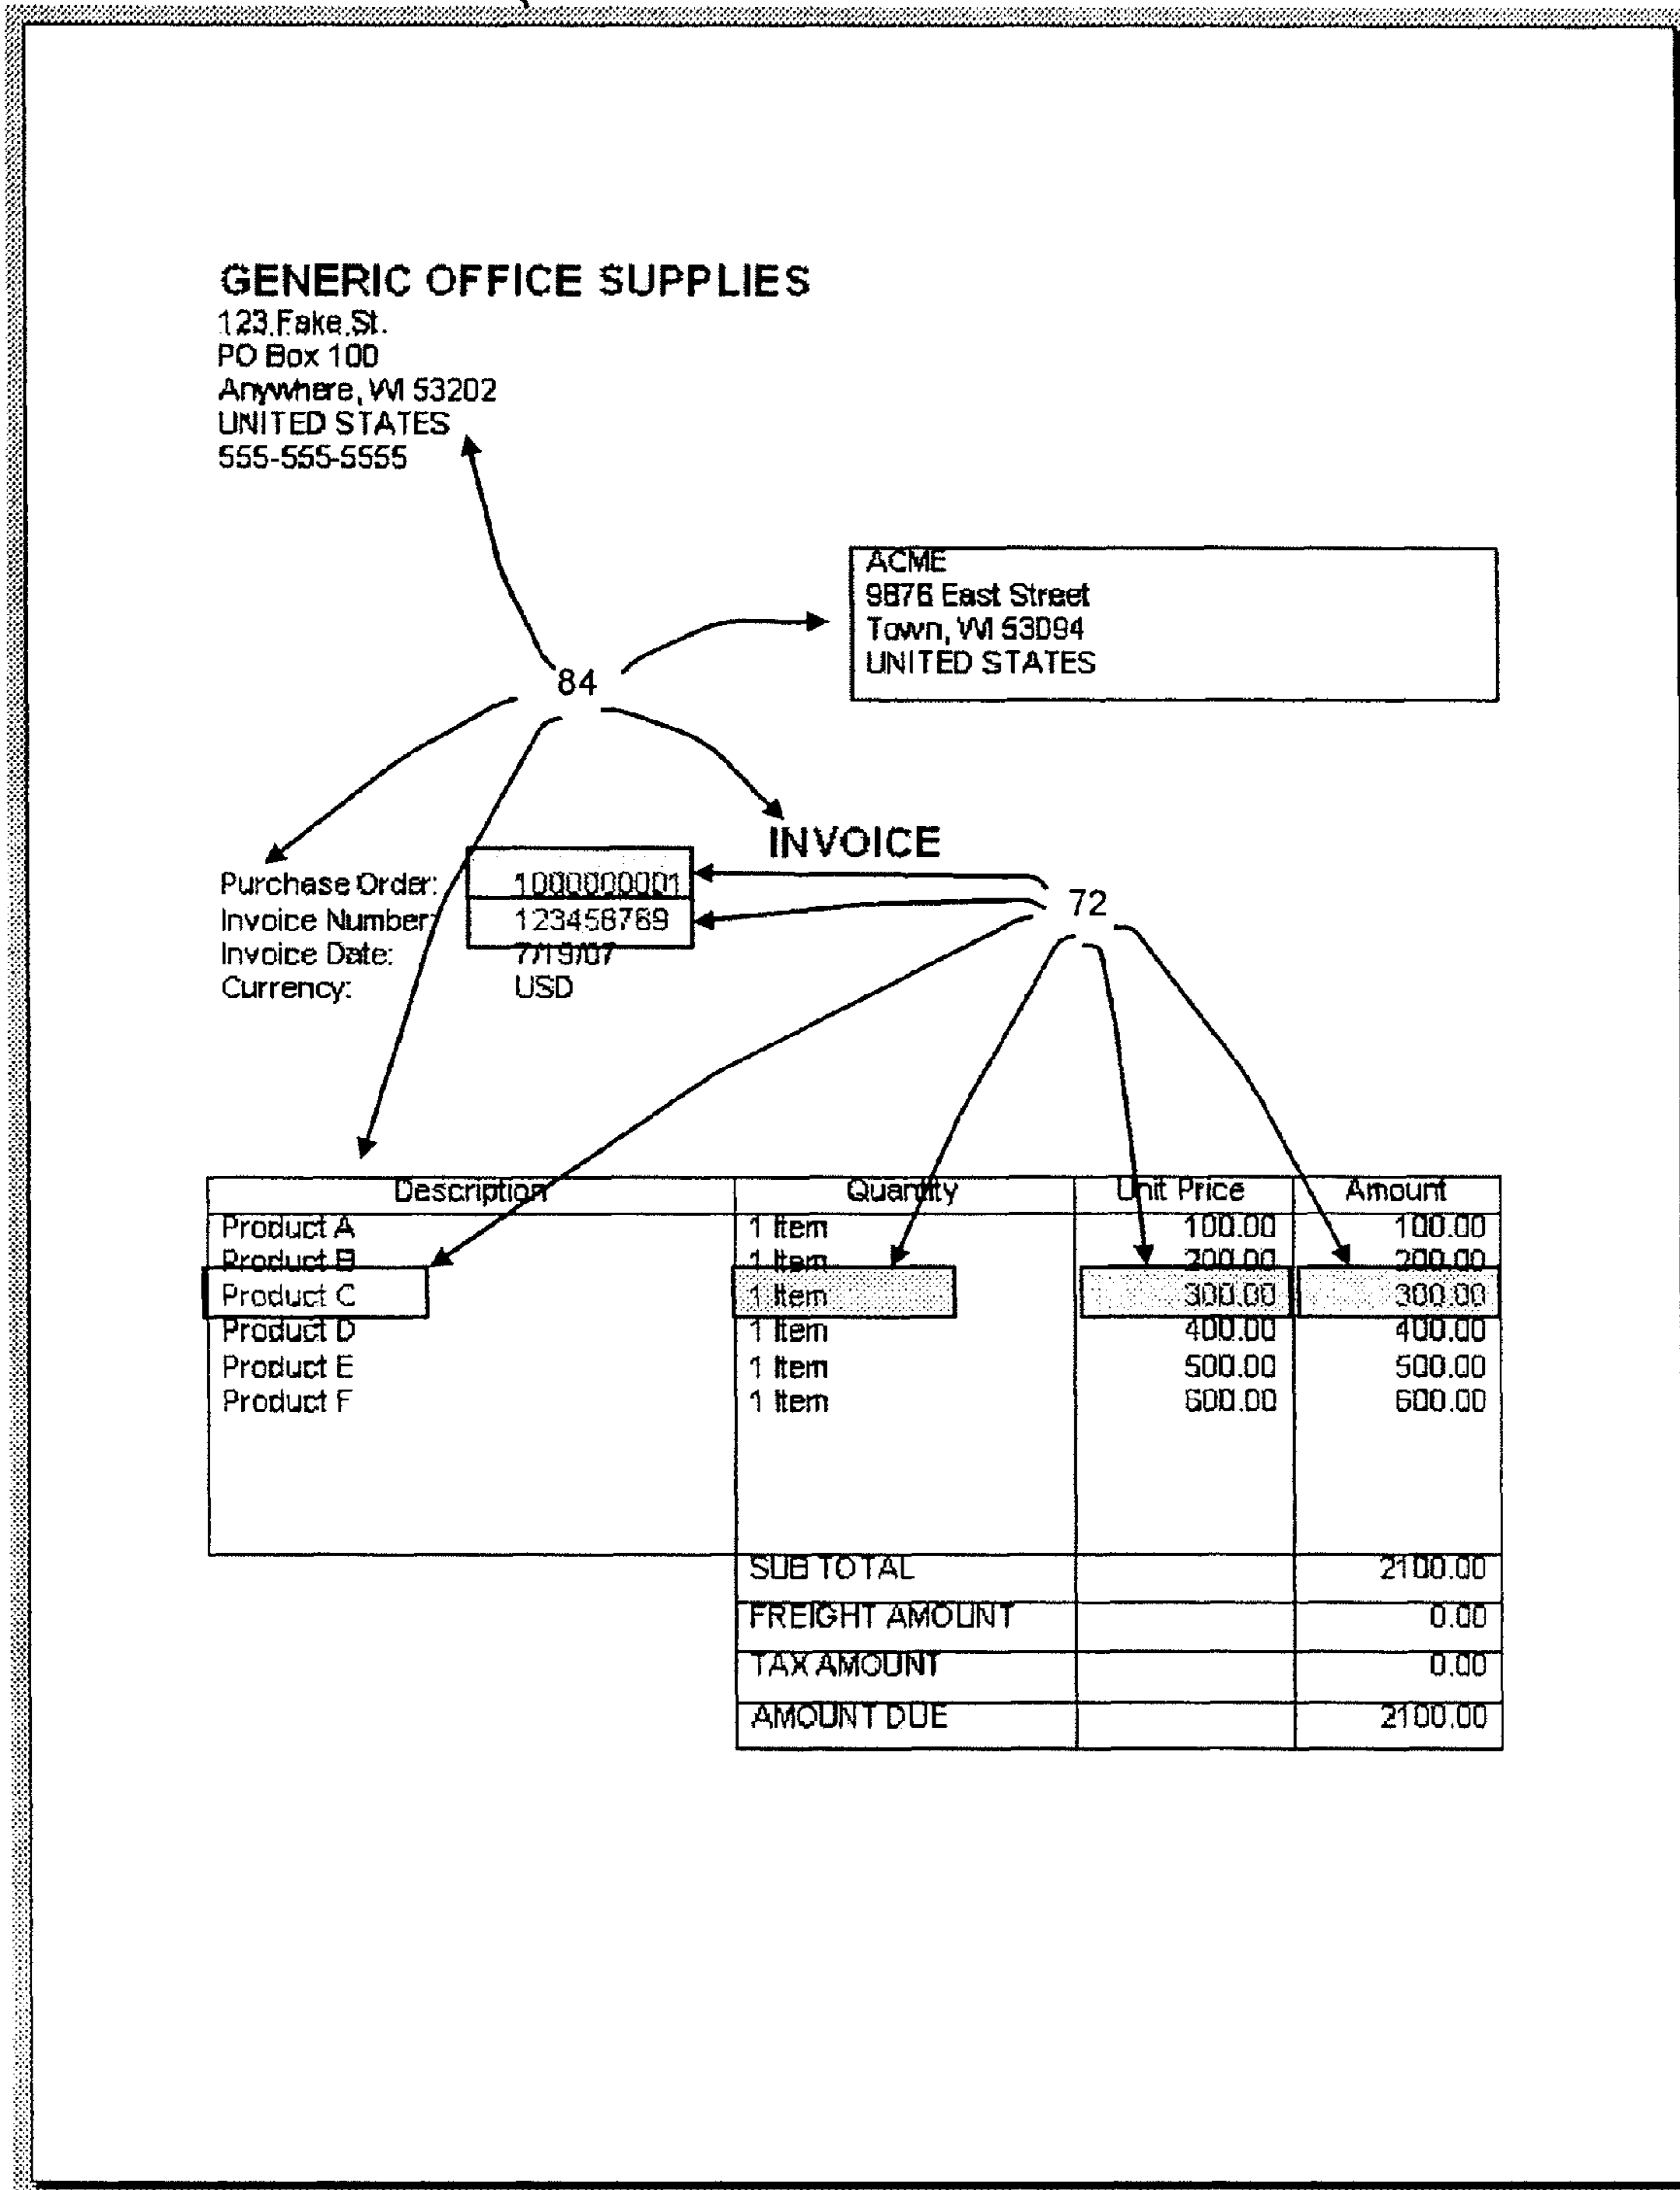 GENERIC OFFICE SUPPLIES
123 Fake St.
PO Box 100
Anywhere, WI 53202
UNITED STATES
555-555-5555
ACME
9876 East Street
Town, WI 53094
UNITED STATES
84
INVOICE
72
Purchase Order: 1000000001
Invoice Number: 123456789
Invoice Date: 7/19/07
Currency: USD
Description Quantity Unit Price Amount
Product A 1 Item 100.00 100.00
Product B 1 Item 200.00 200.00
Product C 1 Item 300.00 300.00
Product D 1 Item 400.00 400.00
Product E 1 Item 500.00 500.00
Product F 1 Item 600.00 600.00
SUB TOTAL 2100.00
FREIGHT AMOUNT 0.00
TAX AMOUNT 0.00
AMOUNT DUE 2100.00